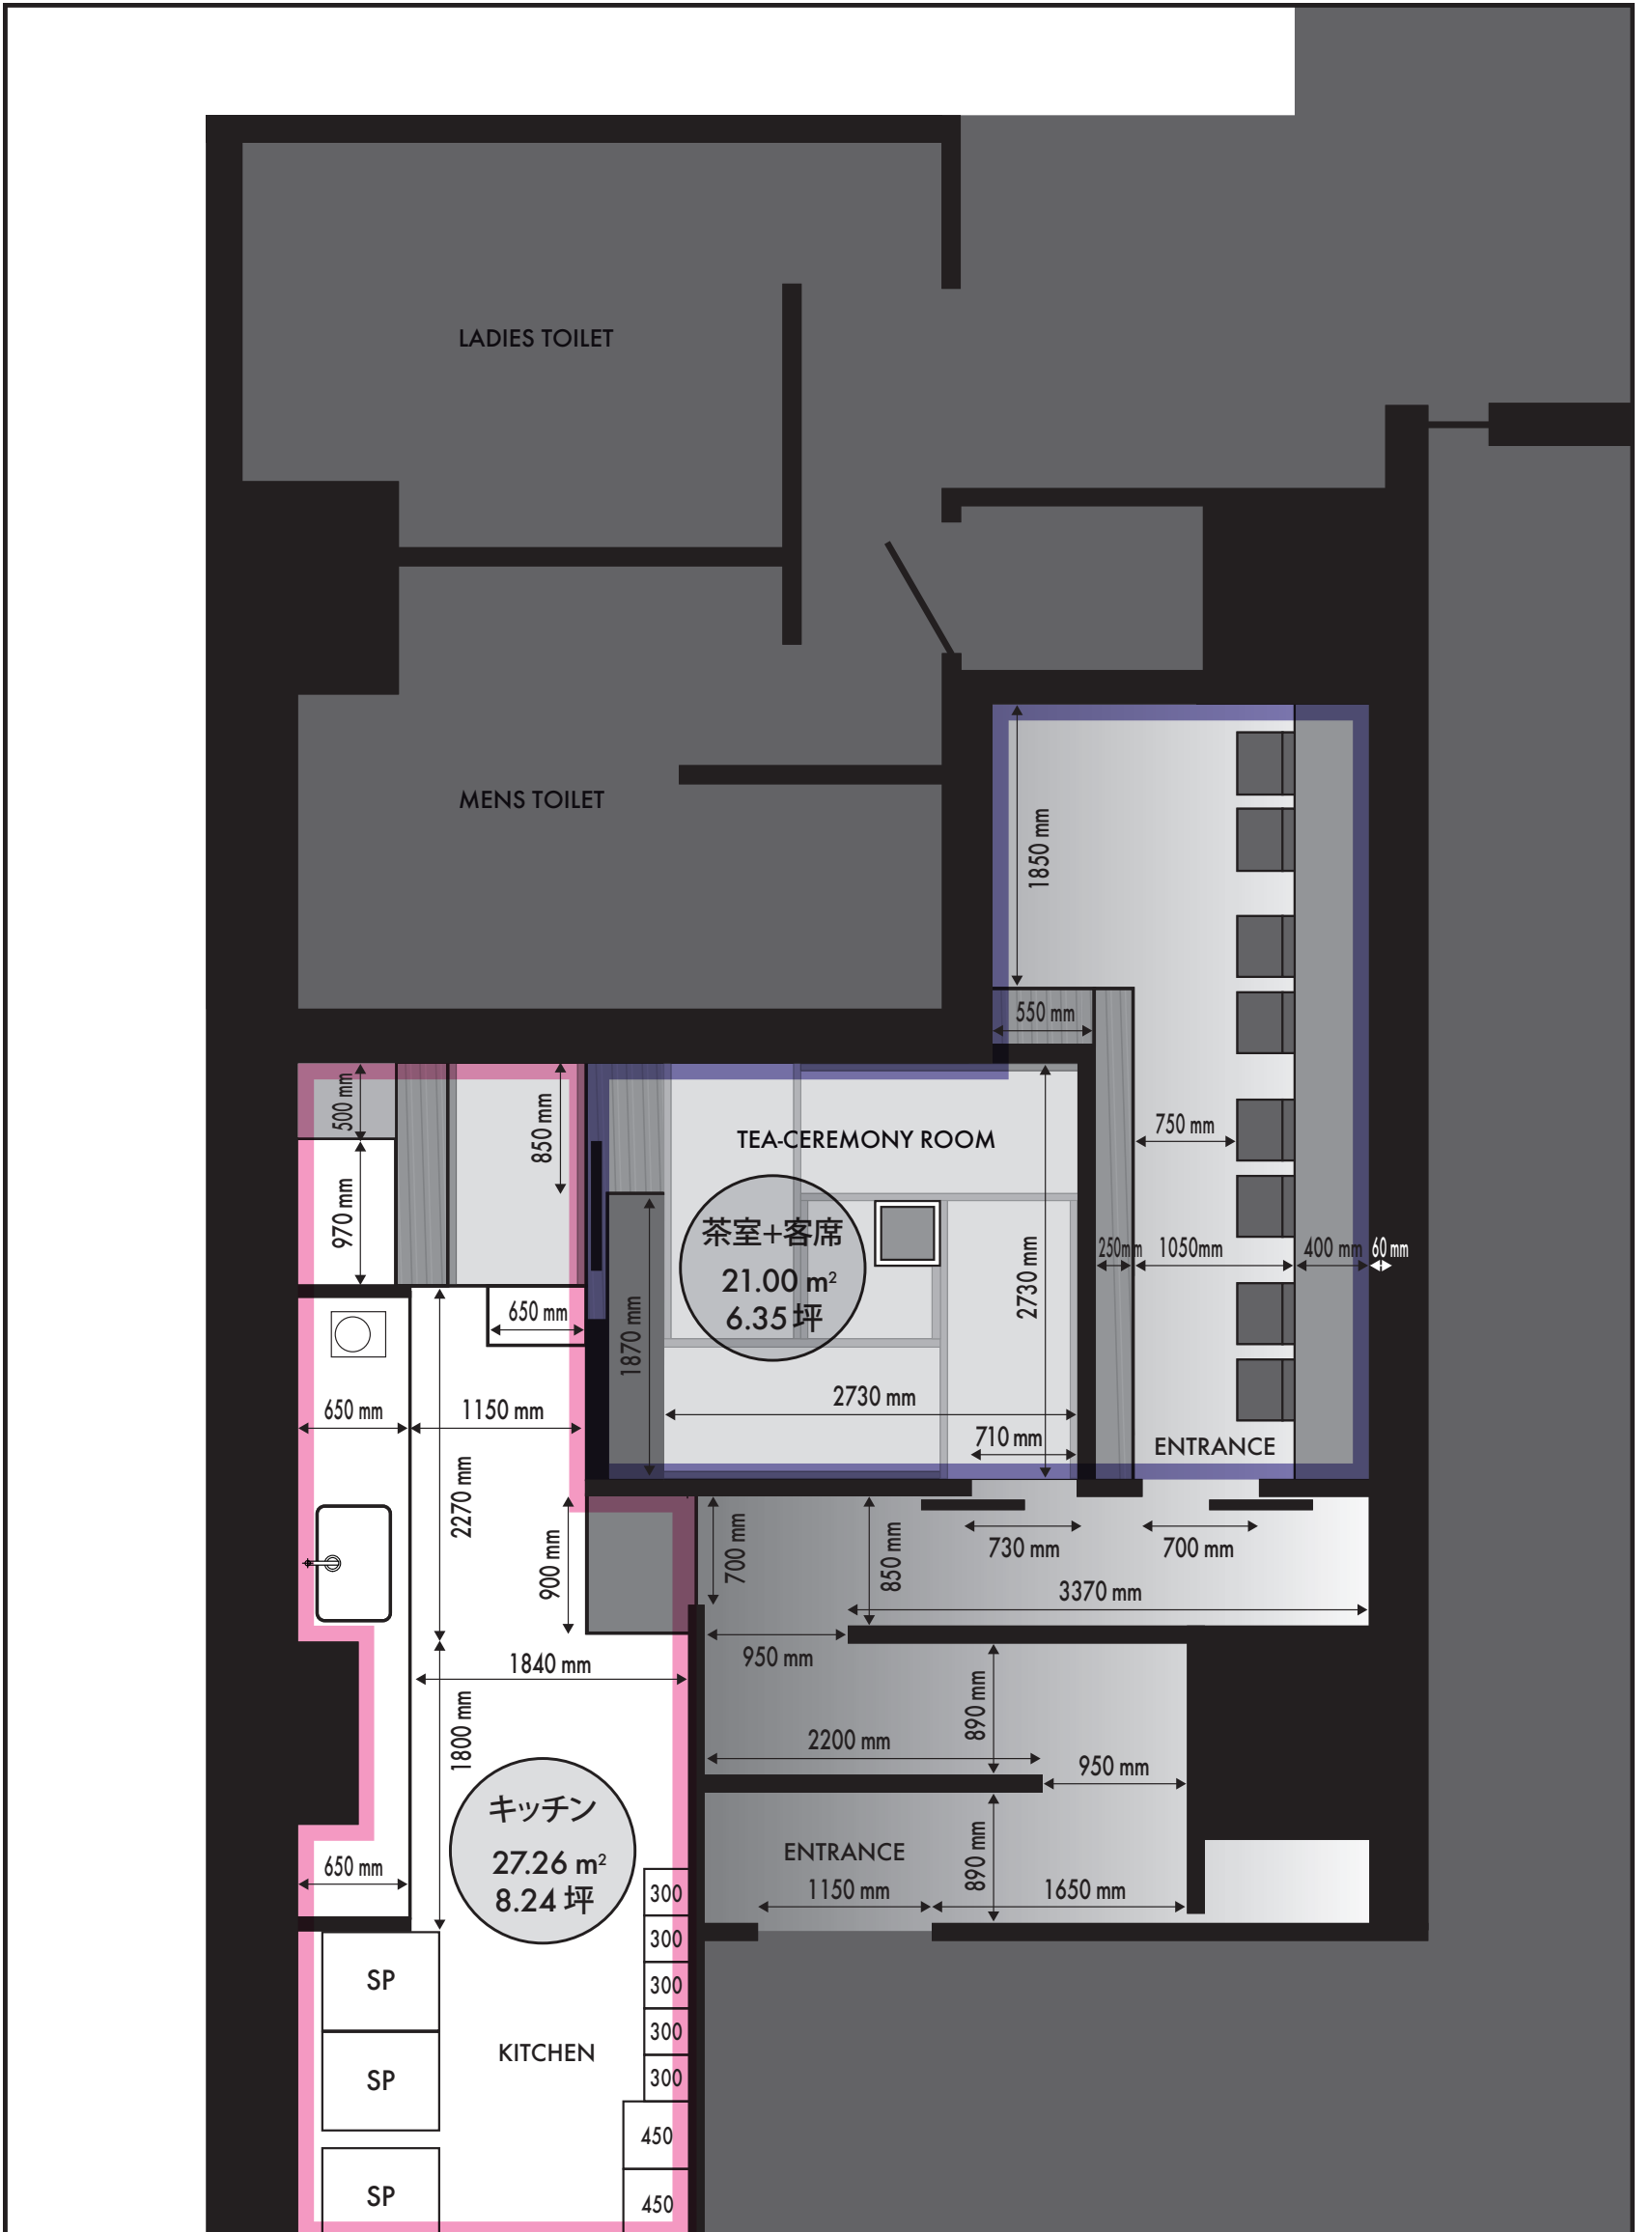 LADIES TOILET
MENS TOILET
1850 mm
550 mm
500 mm
850 mm
970 mm
TEA-CEREMONY ROOM
750 mm
茶室+客席
21.00 m²
6.35 坪
2730 mm
250mm
1050mm
400 mm
60 mm
650 mm
1870 mm
2730 mm
650 mm
1150 mm
710 mm
ENTRANCE
2270 mm
900 mm
700 mm
850 mm
730 mm
700 mm
3370 mm
950 mm
1840 mm
1800 mm
890 mm
2200 mm
950 mm
キッチン
27.26 m²
8.24 坪
650 mm
ENTRANCE
890 mm
1150 mm
1650 mm
300
300
300
300
300
SP
KITCHEN
SP
450
SP
450